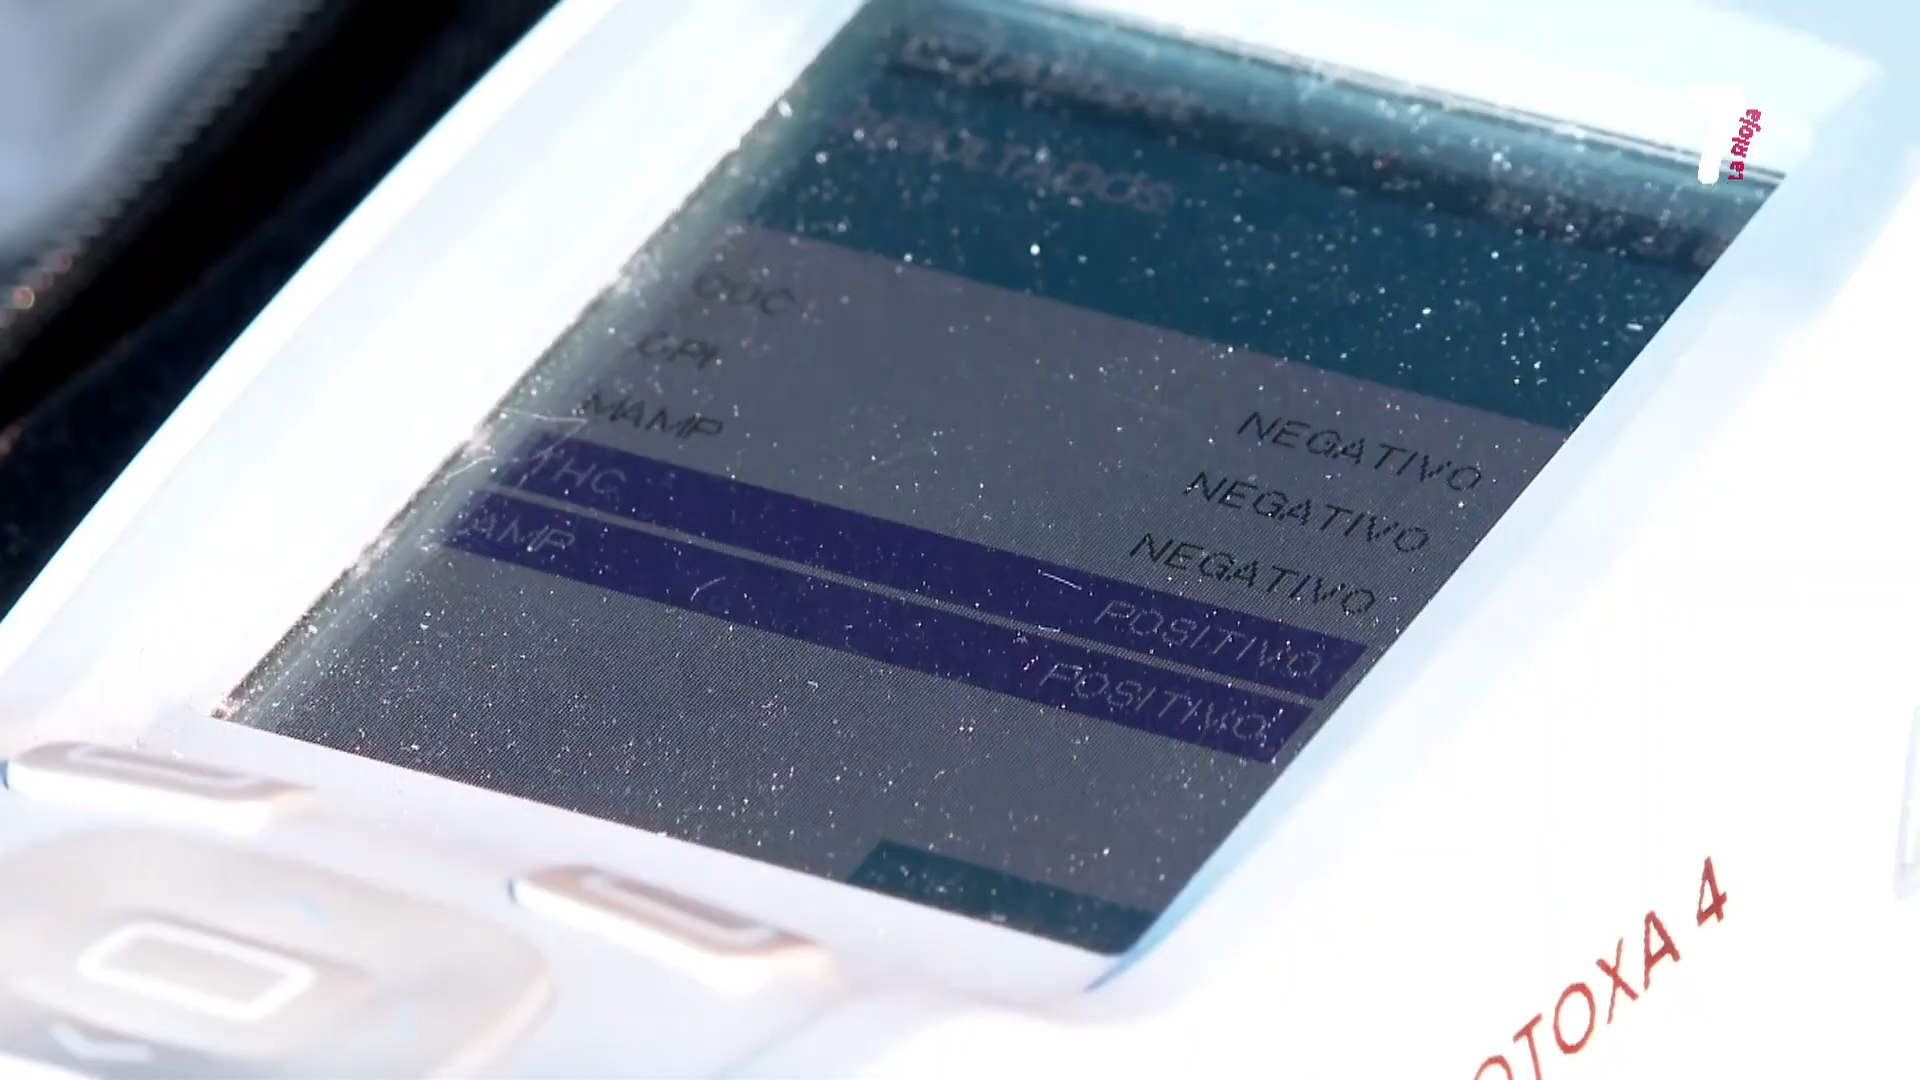 La Rioja
RESULTADOS
COC NEGATIVO
OPI NEGATIVO
MAMP NEGATIVO
THC POSITIVO
AMP POSITIVO
OTOXA 4